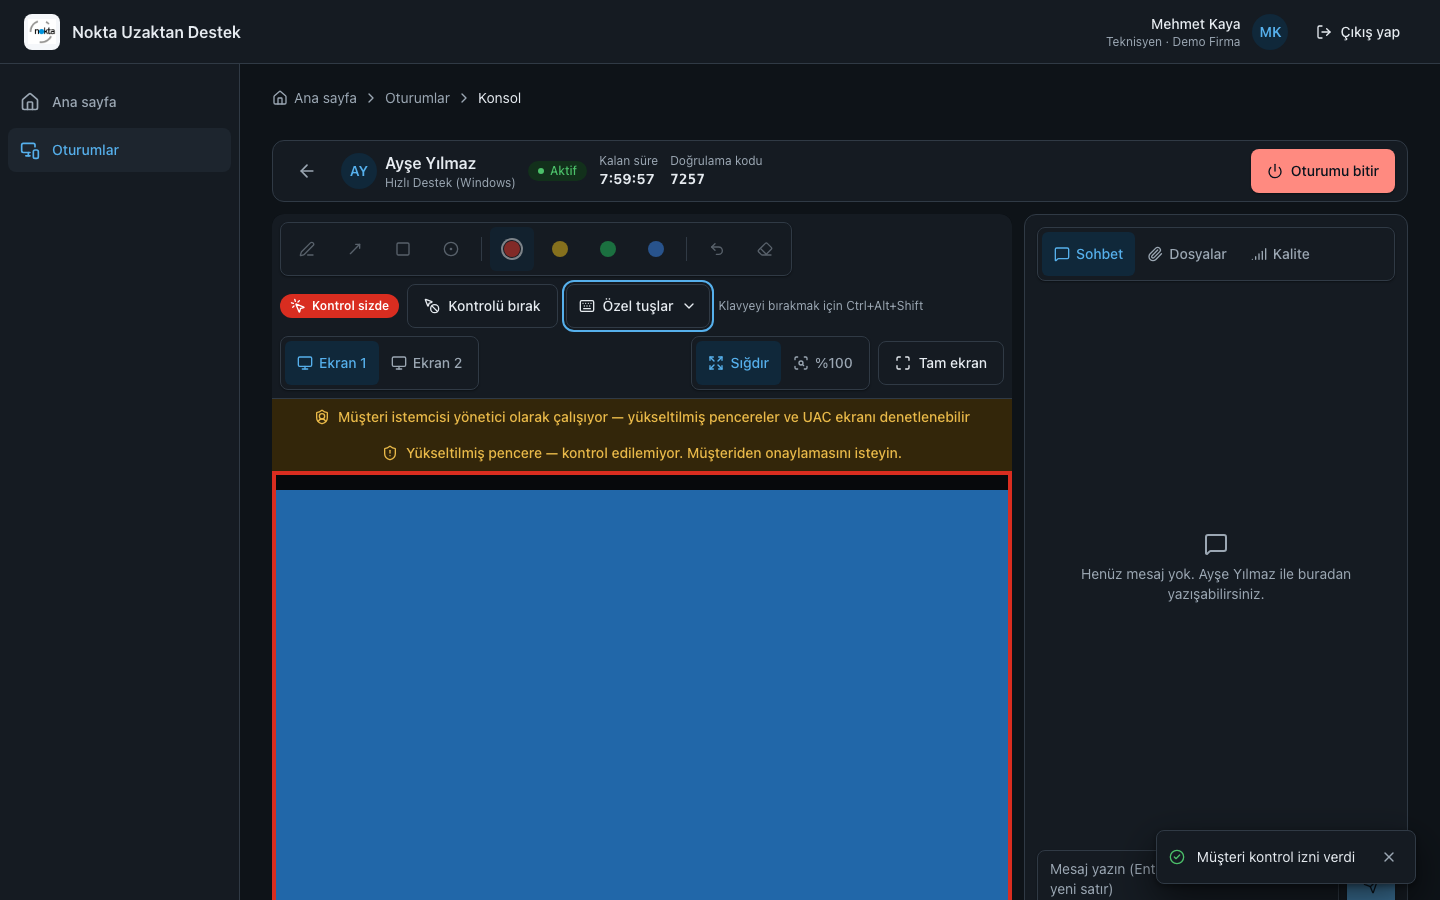 nokta
Nokta Uzaktan Destek
Mehmet Kaya
Teknisyen · Demo Firma
MK
Çıkış yap
Ana sayfa
Oturumlar
Ana sayfa
Oturumlar
Konsol
AY
Ayşe Yılmaz
Hızlı Destek (Windows)
Aktif
Kalan süre
7:59:57
Doğrulama kodu
7257
Oturumu bitir
Kontrol sizde
Kontrolü bırak
Özel tuşlar
Klavyeyi bırakmak için Ctrl+Alt+Shift
Ekran 1
Ekran 2
Sığdır
%100
Tam ekran
Müşteri istemcisi yönetici olarak çalışıyor — yükseltilmiş pencereler ve UAC ekranı denetlenebilir
Yükseltilmiş pencere — kontrol edilemiyor. Müşteriden onaylamasını isteyin.
Sohbet
Dosyalar
Kalite
Henüz mesaj yok. Ayşe Yılmaz ile buradan
yazışabilirsiniz.
Mesaj yazın (Ent
yeni satır)
Müşteri kontrol izni verdi